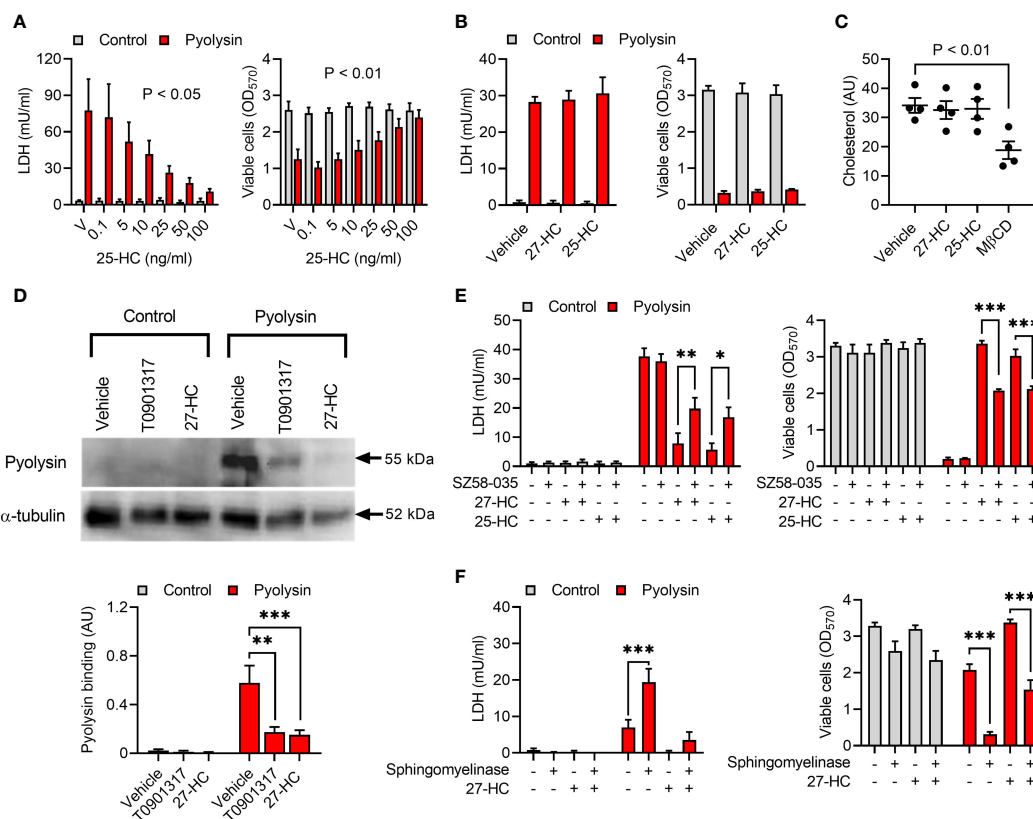 A
Control Pyolysin
LDH (mU/ml)
120
90
60
30
0
P < 0.05
V 0.1 5 10 25 50 100
25-HC (ng/ml)
Viable cells (OD570)
4
3
2
1
0
P < 0.01
V 0.1 5 10 25 50 100
25-HC (ng/ml)
B
Control Pyolysin
LDH (mU/ml)
40
30
20
10
0
Vehicle 27-HC 25-HC
Viable cells (OD570)
4
3
2
1
0
Vehicle 27-HC 25-HC
C
P < 0.01
Cholesterol (AU)
50
40
30
20
10
0
Vehicle 27-HC 25-HC MβCD
D
Control Pyolysin
Vehicle T0901317 27-HC Vehicle T0901317 27-HC
Pyolysin 55 kDa
α-tubulin 52 kDa
Control Pyolysin
Pyolysin binding (AU)
1.2
0.8
0.4
0
***
**
Vehicle T0901317 27-HC Vehicle T0901317 27-HC
E
Control Pyolysin
LDH (mU/ml)
50
40
30
20
10
0
** *
SZ58-035 - + - + - + - + - + - +
27-HC - - + + - - - - + + - -
25-HC - - - - + + - - - - + +
Viable cells (OD570)
4
3
2
1
0
*** ***
SZ58-035 - + - + - + - + - + - +
27-HC - - + + - - - - + + - -
25-HC - - - - + + - - - - + +
F
Control Pyolysin
LDH (mU/ml)
40
30
20
10
0
***
Sphingomyelinase - + - + - + - +
27-HC - - + + - - + +
Viable cells (OD570)
4
3
2
1
0
*** ***
Sphingomyelinase - + - + - + - +
27-HC - - + + - - + +